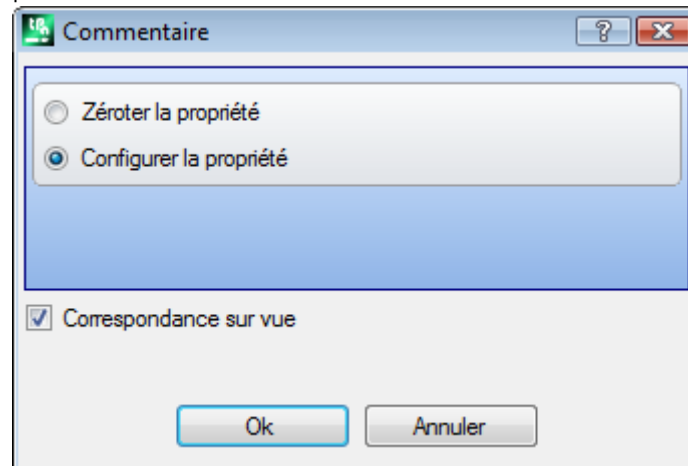 Commentaire
Zéroter la propriété
Configurer la propriété
Correspondance sur vue
Ok
Annuler